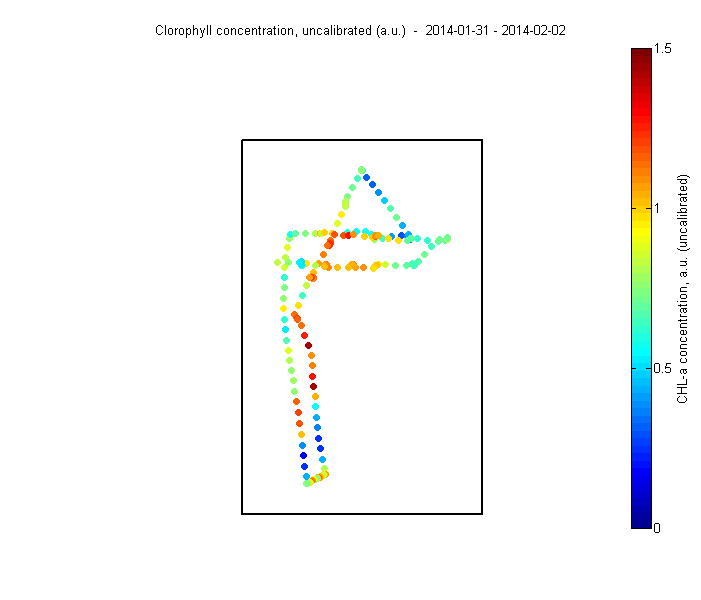 Clorophyll concentration, uncalibrated (a.u.) - 2014-01-31 - 2014-02-02
1.5
1
0.5
0
CHL-a concentration, a.u. (uncalibrated)